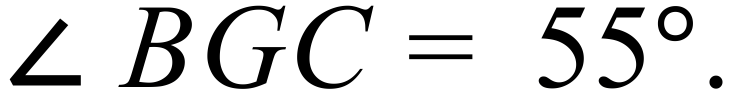 ∠ BGC = 55°.